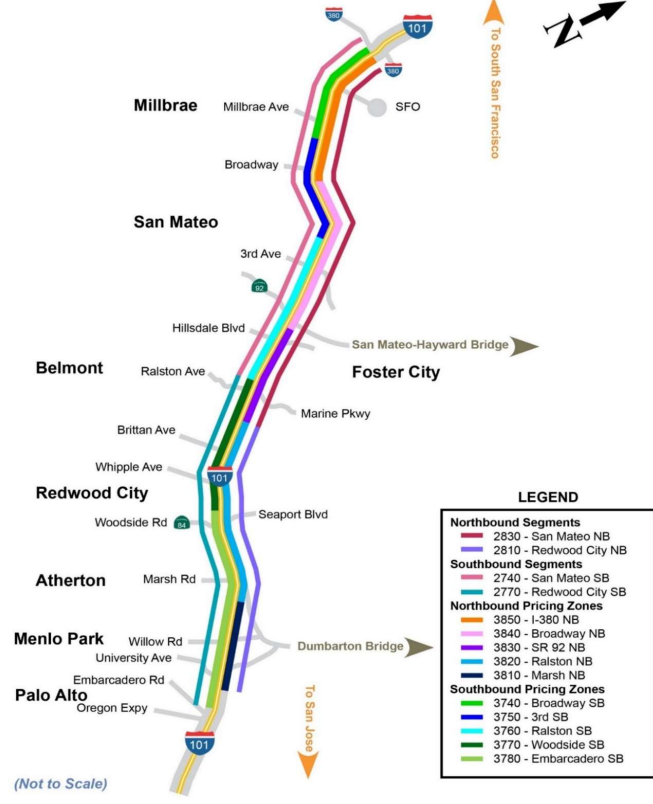 380
101
N
To South San Francisco
380
Millbrae
Millbrae Ave
SFO
Broadway
San Mateo
3rd Ave
92
Hillsdale Blvd
San Mateo-Hayward Bridge
Belmont
Ralston Ave
Foster City
Marine Pkwy
Brittan Ave
Whipple Ave
101
Redwood City
Woodside Rd
84
Seaport Blvd
Atherton
Marsh Rd
Menlo Park
Willow Rd
Dumbarton Bridge
University Ave
Embarcadero Rd
Palo Alto
Oregon Expy
To San Jose
101
(Not to Scale)
LEGEND
Northbound Segments
2830 - San Mateo NB
2810 - Redwood City NB
Southbound Segments
2740 - San Mateo SB
2770 - Redwood City SB
Northbound Pricing Zones
3850 - I-380 NB
3840 - Broadway NB
3830 - SR 92 NB
3820 - Ralston NB
3810 - Marsh NB
Southbound Pricing Zones
3740 - Broadway SB
3750 - 3rd SB
3760 - Ralston SB
3770 - Woodside SB
3780 - Embarcadero SB